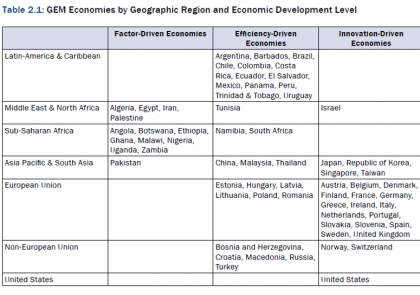 Table 2.1: GEM Economies by Geographic Region and Economic Development Level
Factor-Driven Economies
Efficiency-Driven
Economies
Innovation-Driven
Economies
Latin-America & Caribbean
Argentina, Barbados, Brazil,
Chile, Colombia, Costa
Rica, Ecuador, El Salvador,
Mexico, Panama, Peru,
Trinidad & Tobago, Uruguay
Middle East & North Africa
Algeria, Egypt, Iran,
Palestine
Tunisia
Israel
Sub-Saharan Africa
Angola, Botswana, Ethiopia,
Ghana, Malawi, Nigeria,
Uganda, Zambia
Namibia, South Africa
Asia Pacific & South Asia
Pakistan
China, Malaysia, Thailand
Japan, Republic of Korea,
Singapore, Taiwan
European Union
Estonia, Hungary, Latvia,
Lithuania, Poland, Romania
Austria, Belgium, Denmark,
Finland, France, Germany,
Greece, Ireland, Italy,
Netherlands, Portugal,
Slovakia, Slovenia, Spain,
Sweden, United Kingdom
Non-European Union
Bosnia and Herzegovina,
Croatia, Macedonia, Russia,
Turkey
Norway, Switzerland
United States
United States